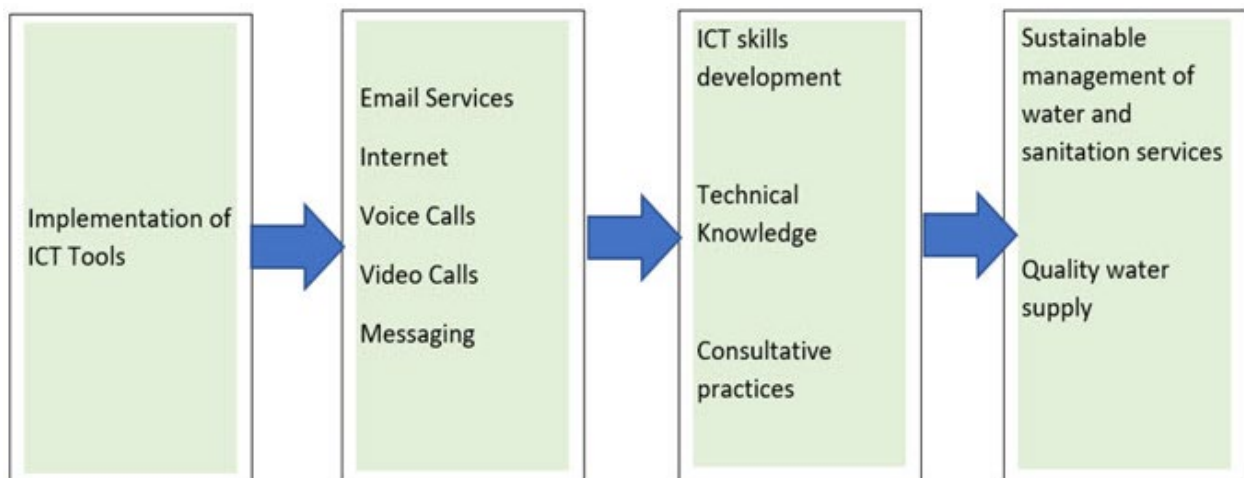 Implementation of
ICT Tools
Email Services
Internet
Voice Calls
Video Calls
Messaging
ICT skills
development
Technical
Knowledge
Consultative
practices
Sustainable
management of
water and
sanitation services
Quality water
supply